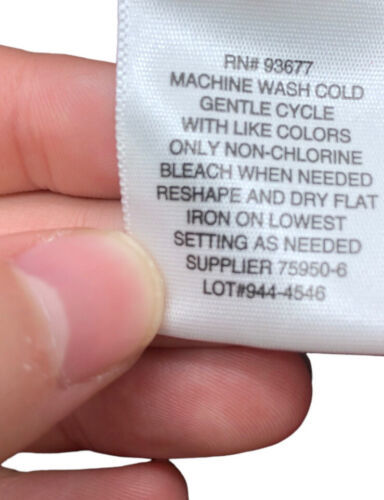 RN# 93677
MACHINE WASH COLD
GENTLE CYCLE
WITH LIKE COLORS
ONLY NON-CHLORINE
BLEACH WHEN NEEDED
RESHAPE AND DRY FLAT
IRON ON LOWEST
SETTING AS NEEDED
SUPPLIER 75950-6
LOT#944-4546